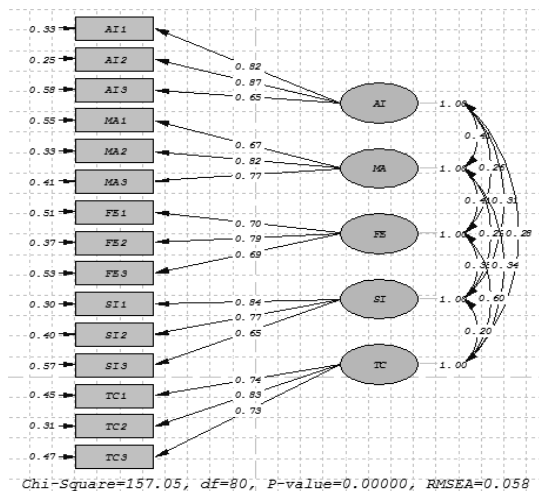 0.33 AI1
0.25 AI2
0.58 AI3
0.55 MA1
0.33 MA2
0.41 MA3
0.51 FE1
0.37 FE2
0.53 FE3
0.30 SI1
0.40 SI2
0.57 SI3
0.45 TC1
0.31 TC2
0.47 TC3
0.82
0.87
0.65
0.67
0.82
0.77
0.70
0.79
0.69
0.84
0.77
0.65
0.74
0.83
0.73
AI 1.00
MA 1.00
FE 1.00
SI 1.00
TC 1.00
0.31
0.28
0.34
0.60
0.20
Chi-Square=157.05, df=80, P-value=0.00000, RMSEA=0.058